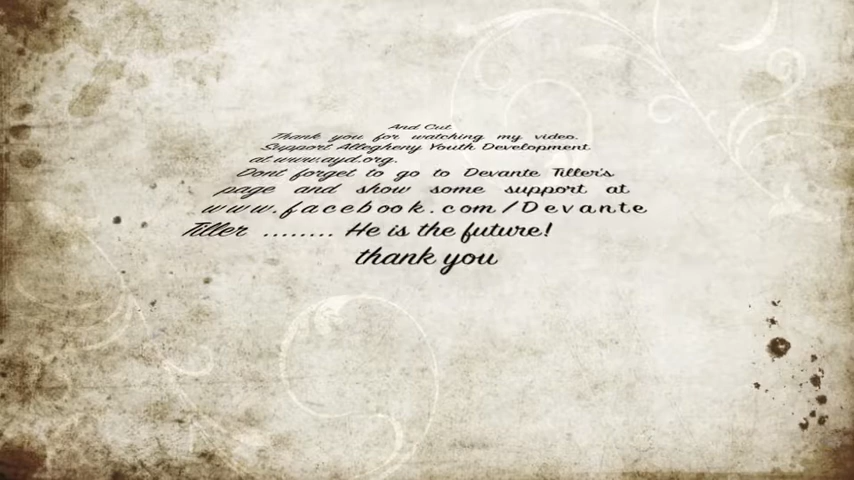 And Cut.
Thank you for watching my video.
Support Allegheny Youth Development
at www.ayd.org.
Dont forget to go to Devante Tiller's
page and show some support at
www.facebook.com/Devante
Tiller ........ He is the future!
thank you